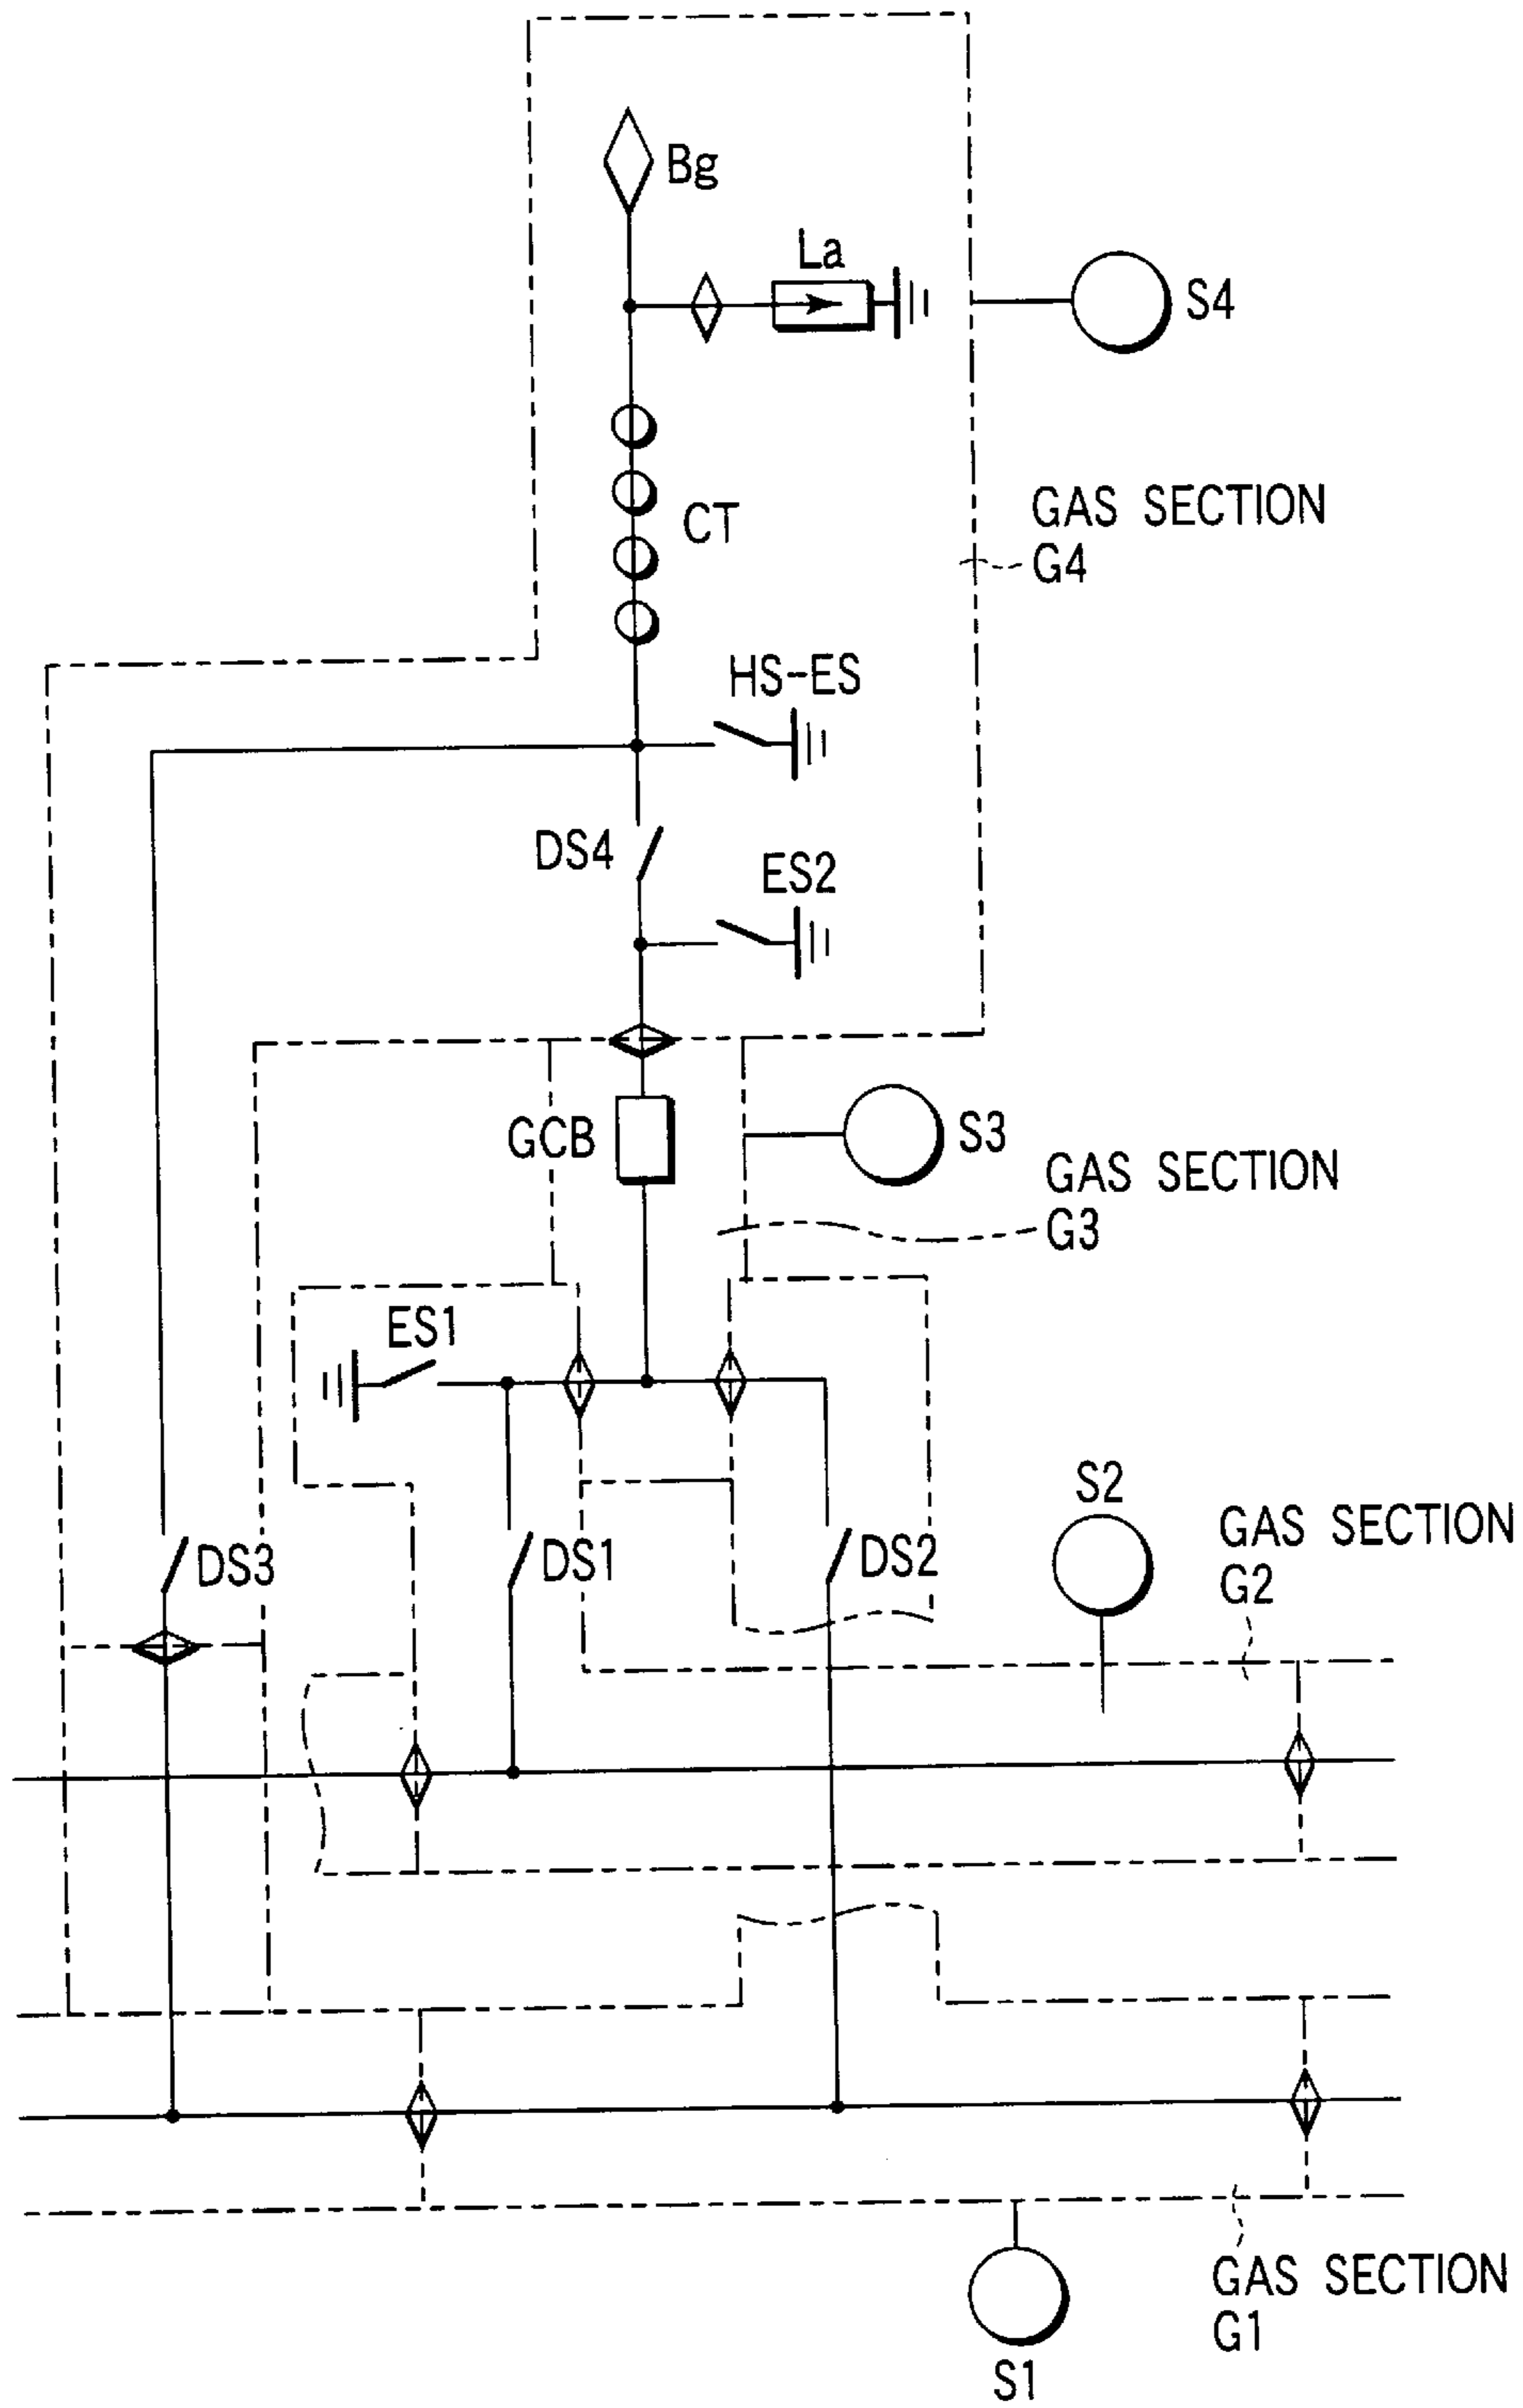 Bg
La
S4
CT
GAS SECTION
G4
HS-ES
DS4
ES2
GCB
S3
GAS SECTION
G3
ES1
S2
GAS SECTION
G2
DS3
DS1
DS2
GAS SECTION
G1
S1